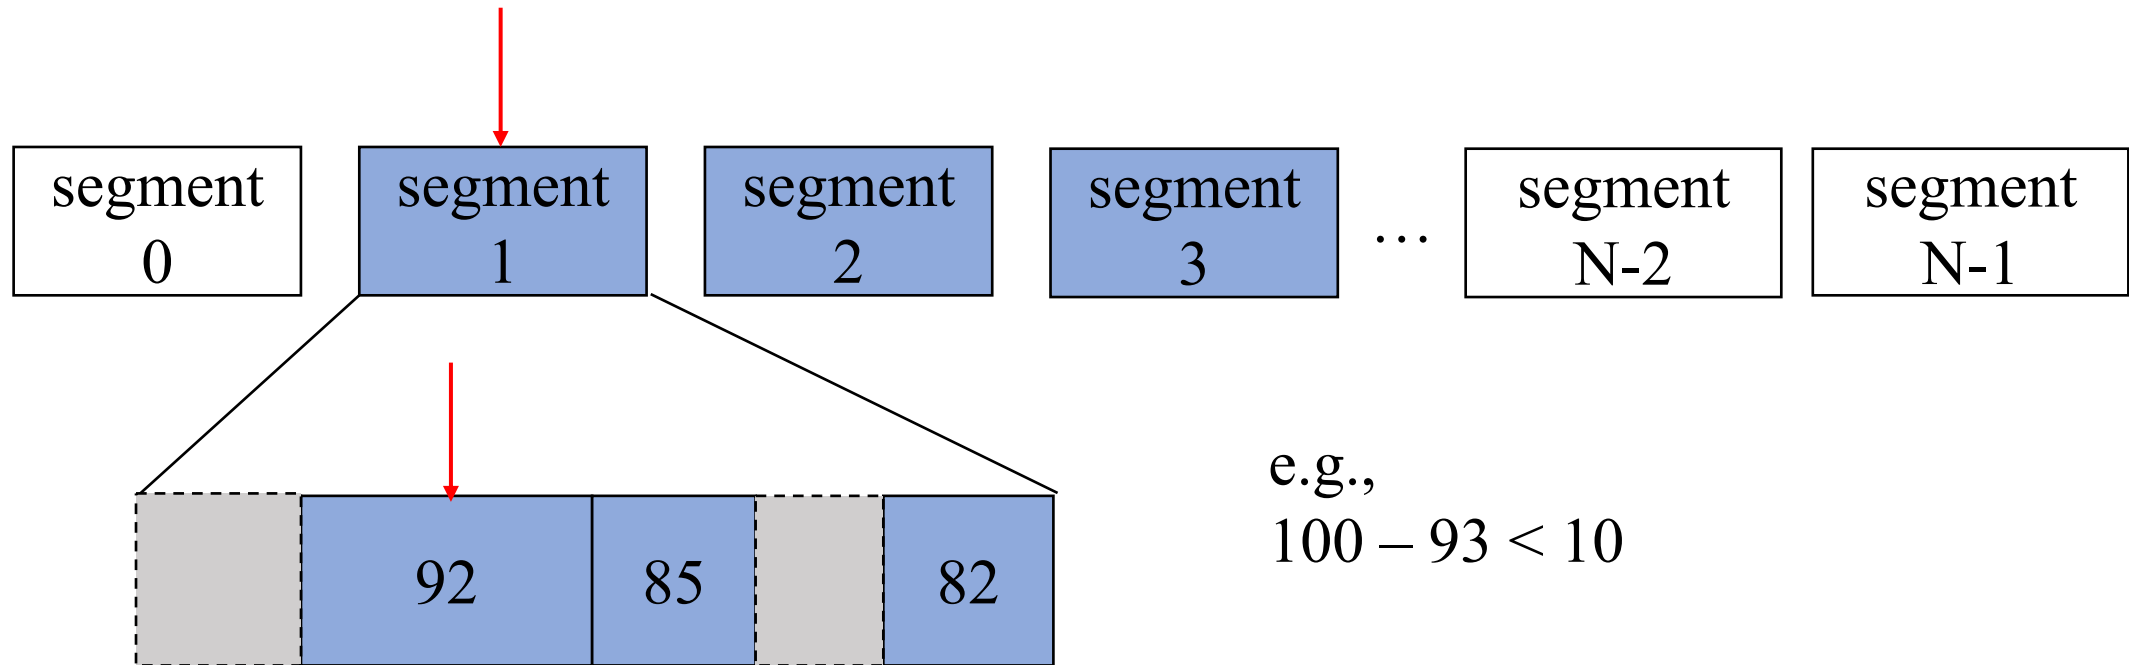 segment
0
segment
1
segment
2
segment
3
…
segment
N-2
segment
N-1
92
85
82
e.g.,
100 – 93 < 10